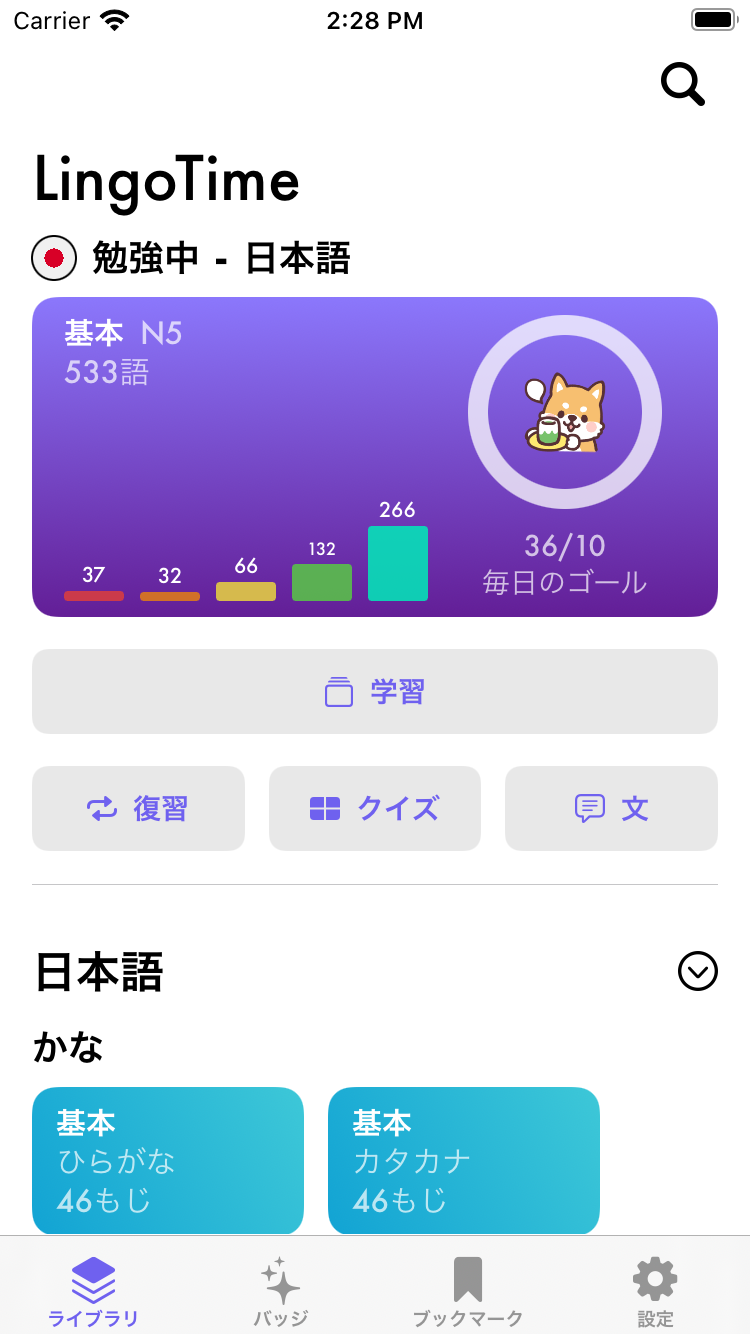 Carrier 2:28 PM
LingoTime
勉強中 - 日本語
基本 N5
533語
37 32 66 132 266
36/10
毎日のゴール
学習
復習 クイズ 文
日本語
かな
基本 基本
ひらがな カタカナ
46もじ 46もじ
ライブラリ バッジ ブックマーク 設定